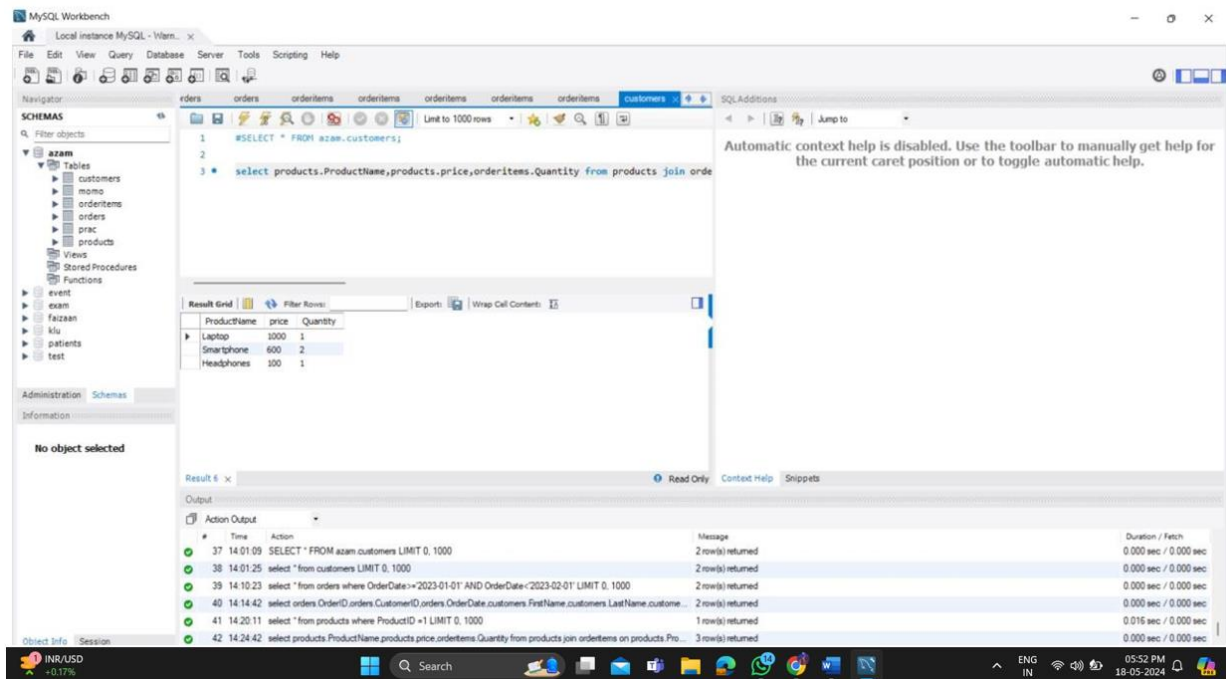 MySQL Workbench
Local instance MySQL - Warn...
File Edit View Query Database Server Tools Scripting Help
Navigator
SCHEMAS
Filter objects
azam
Tables
customers
momo
orderitems
orders
prac
products
Views
Stored Procedures
Functions
event
exam
faizaan
klu
patients
test
Administration Schemas
Information
No object selected
Object Info Session
rders orders orderitems orderitems orderitems orderitems orderitems customers
Limit to 1000 rows
1 #SELECT * FROM azam.customers;
2
3 select products.ProductName,products.price,orderitems.Quantity from products join orde
Result Grid Filter Rows: Export: Wrap Cell Content:
ProductName price Quantity
Laptop 1000 1
Smartphone 600 2
Headphones 100 1
Result 6 Read Only
SQLAdditions
Jump to
Automatic context help is disabled. Use the toolbar to manually get help for
the current caret position or to toggle automatic help.
Context Help Snippets
Output
Action Output
# Time Action Message Duration / Fetch
37 14:01:09 SELECT * FROM azam.customers LIMIT 0, 1000 2 row(s) returned 0.000 sec / 0.000 sec
38 14:01:25 select * from customers LIMIT 0, 1000 2 row(s) returned 0.000 sec / 0.000 sec
39 14:10:23 select * from orders where OrderDate>='2023-01-01' AND OrderDate<'2023-02-01' LIMIT 0, 1000 2 row(s) returned 0.000 sec / 0.000 sec
40 14:14:42 select orders.OrderID,orders.CustomerID,orders.OrderDate,customers.FirstName,customers.LastName,custome... 2 row(s) returned 0.000 sec / 0.000 sec
41 14:20:11 select * from products where ProductID =1 LIMIT 0, 1000 1 row(s) returned 0.016 sec / 0.000 sec
42 14:24:42 select products.ProductName,products.price,orderitems.Quantity from products join orderitems on products.Pro... 3 row(s) returned 0.000 sec / 0.000 sec
1 INR/USD
+0.17%
Search
14
ENG
IN
05:52 PM
18-05-2024